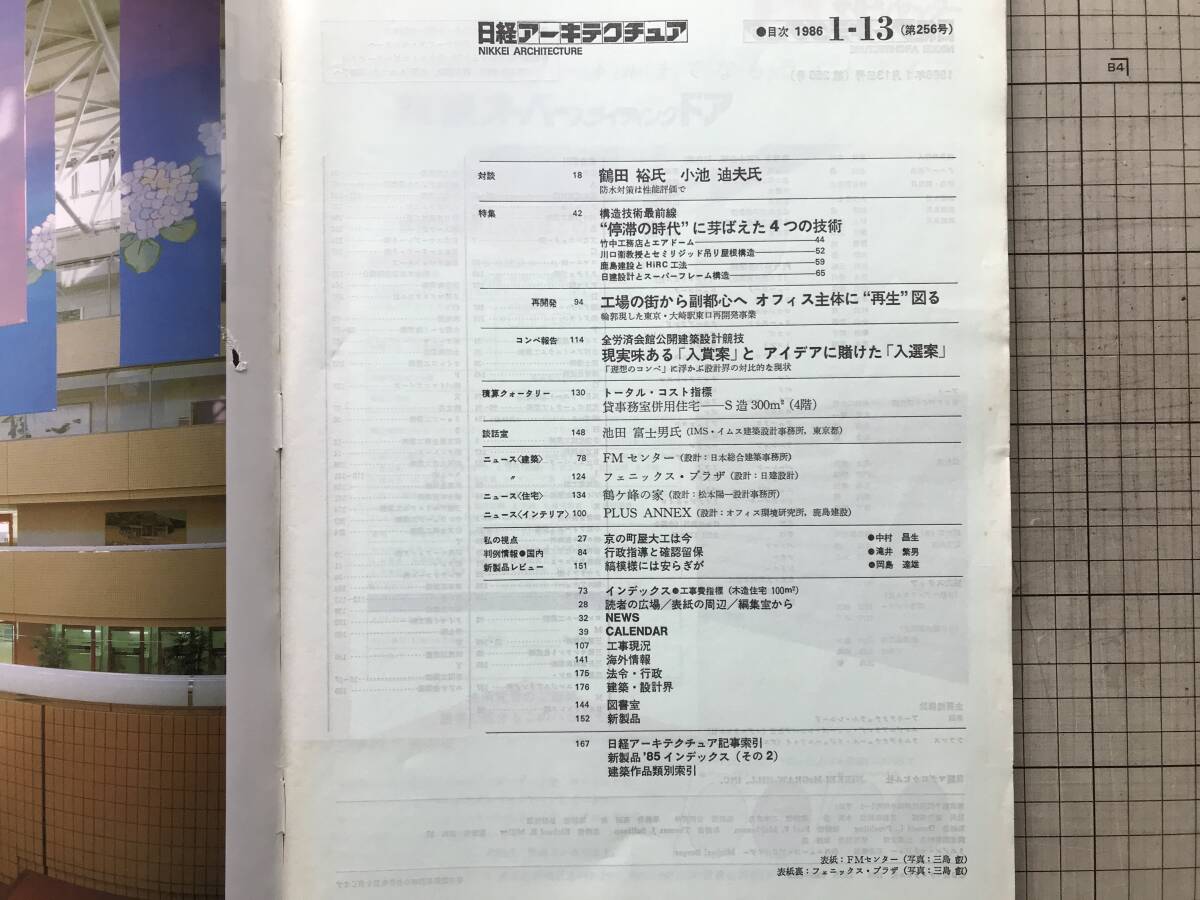 日経アーキテクチュア
NIKKEI ARCHITECTURE
●目次 1986 1-13(第256号)
対談 18 鶴田 裕氏 小池 迪夫氏
防水対策は性能評価で
特集 42 構造技術最前線
“停滞の時代”に芽ばえた4つの技術
竹中工務店とエアドーム 44
川口衞教授とセミリジッド吊り屋根構造 52
鹿島建設とHiRC工法 59
日建設計とスーパーフレーム構造 65
再開発 94 工場の街から副都心へ オフィス主体に“再生”図る
輪郭現した東京・大崎駅東口再開発事業
コンペ報告 114 全労済会館公開建築設計競技
現実味ある「入賞案」と アイデアに賭けた「入選案」
「理想のコンペ」に浮かぶ設計界の対比的な現状
積算クォータリー 130 トータル・コスト指標
貸事務室併用住宅——S造300m²(4階)
談話室 148 池田 富士男氏(IMS・イムス建築設計事務所, 東京都)
ニュース〈建築〉 78 FMセンター(設計:日本総合建築事務所)
〃 124 フェニックス・プラザ(設計:日建設計)
ニュース〈住宅〉 134 鶴ケ峰の家(設計:松本陽一設計事務所)
ニュース〈インテリア〉 100 PLUS ANNEX(設計:オフィス環境研究所, 鹿島建設)
私の視点 27 京の町屋大工は今 ●中村 昌生
判例情報●国内 84 行政指導と確認留保 ●滝井 繁男
新製品レビュー 151 縞模様には安らぎが ●岡島 達雄
73 インデックス●工事費指標(木造住宅 100m²)
28 読者の広場/表紙の周辺/編集室から
32 NEWS
39 CALENDAR
107 工事現況
141 海外情報
175 法令・行政
176 建築・設計界
144 図書室
152 新製品
167 日経アーキテクチュア記事索引
新製品'85インデックス(その2)
建築作品類別索引
表紙:FMセンター(写真:三島 叡)
表紙裏:フェニックス・プラザ(写真:三島 叡)
B4